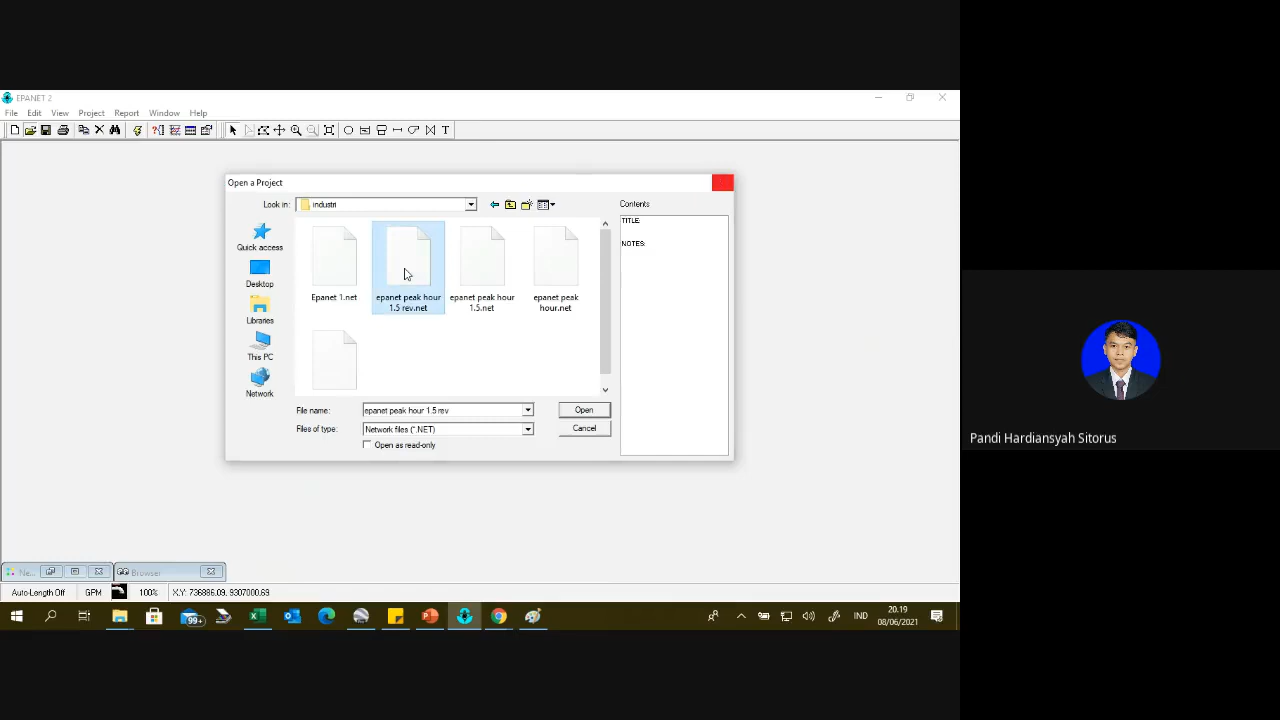 EPANET 2
File Edit View Project Report Window Help
T
Open a Project
Look in: industri
Contents
TITLE:
NOTES:
Quick access
Desktop
Libraries
This PC
Network
Epanet 1.net
epanet peak hour
1.5 rev.net
epanet peak hour
1.5.net
epanet peak
hour.net
File name: epanet peak hour 1.5 rev Open
Files of type: Network files (*.NET) Cancel
Open as read-only
Pandi Hardiansyah Sitorus
Ne...
Browser
Auto-Length Off GPM 100% X,Y: 736886.09, 9307000.69
99+
IND
20.19
08/06/2021